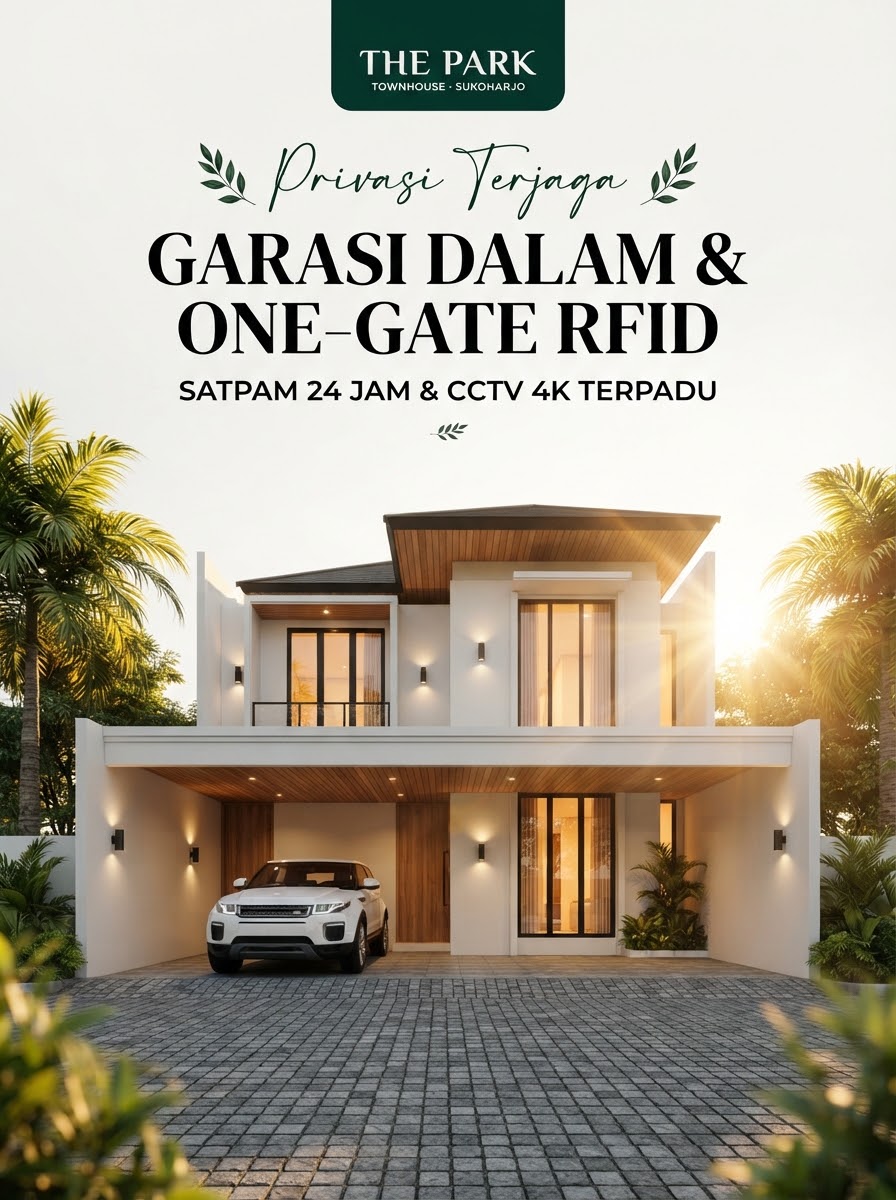 THE PARK
TOWNHOUSE · SUKOHARJO
Privasi Terjaga
GARASI DALAM &
ONE-GATE RFID
SATPAM 24 JAM & CCTV 4K TERPADU